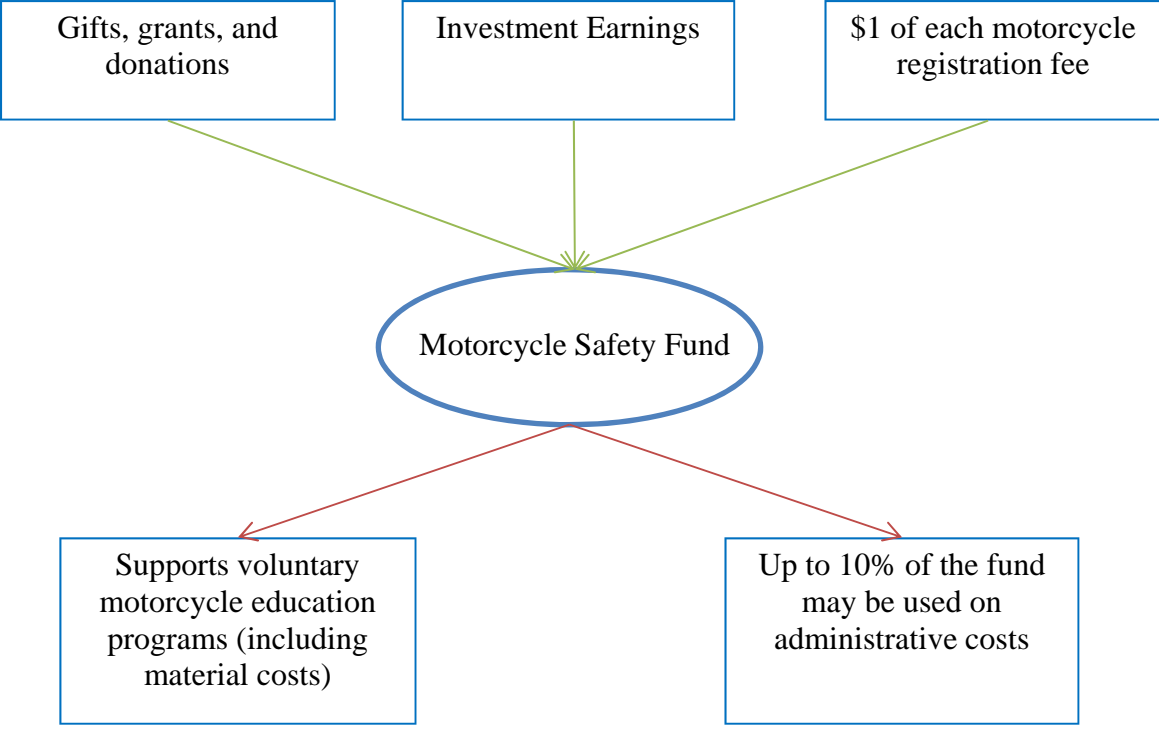 Gifts, grants, and
donations
Investment Earnings
$1 of each motorcycle
registration fee
Motorcycle Safety Fund
Supports voluntary
motorcycle education
programs (including
material costs)
Up to 10% of the fund
may be used on
administrative costs